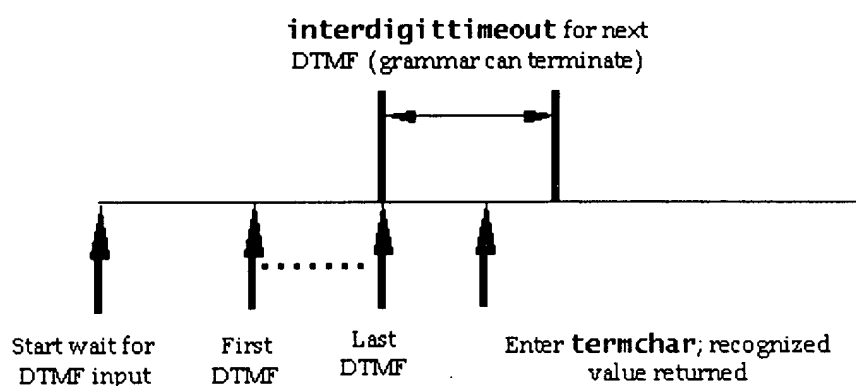 interdigittimeout for next
DTMF (grammar can terminate)
Start wait for
DTMF input
First
DTMF
Last
DTMF
Enter termchar; recognized
value returned